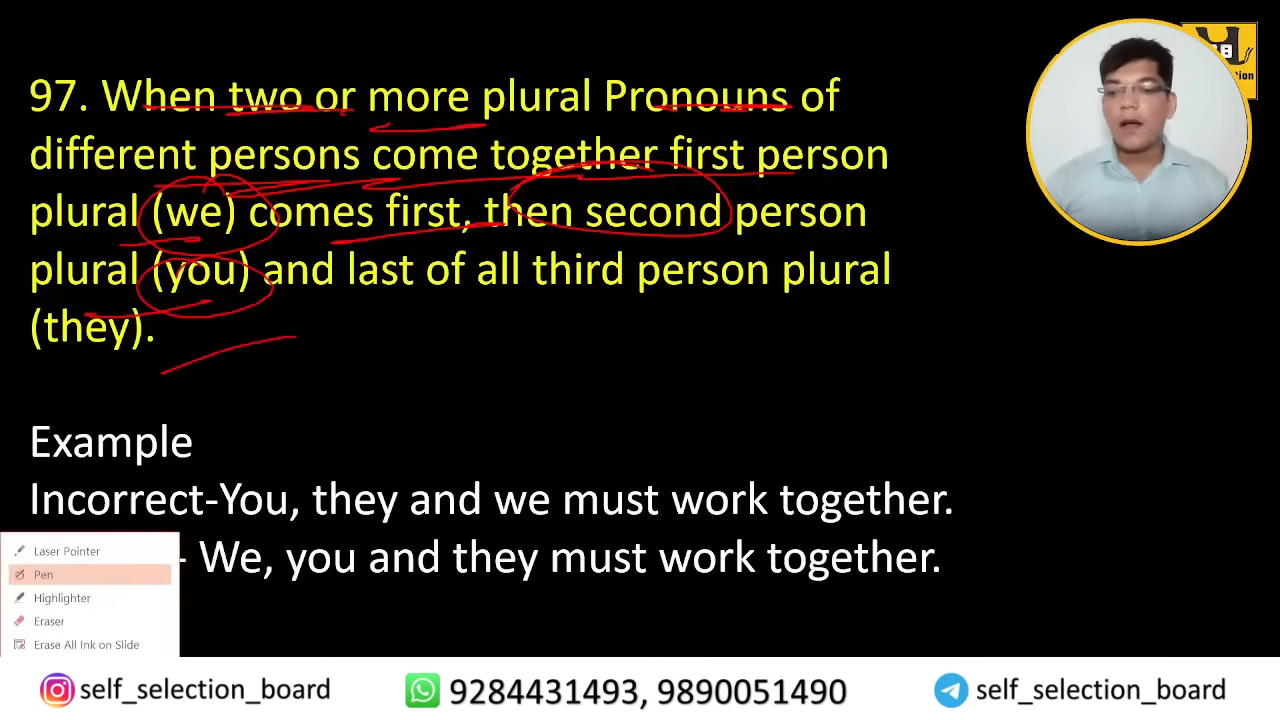 97. When two or more plural Pronouns of
different persons come together first person
plural (we) comes first, then second person
plural (you) and last of all third person plural
(they).
Example
Incorrect-You, they and we must work together.
- We, you and they must work together.
Laser Pointer
Pen
Highlighter
Eraser
Erase All Ink on Slide
self_selection_board
9284431493, 9890051490
self_selection_board